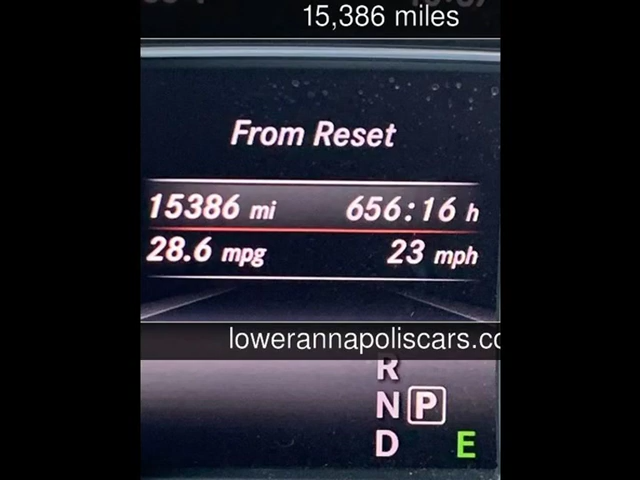 15,386 miles
From Reset
15386 mi 656:16 h
28.6 mpg 23 mph
lowerannapoliscars.co
R
N P
D E